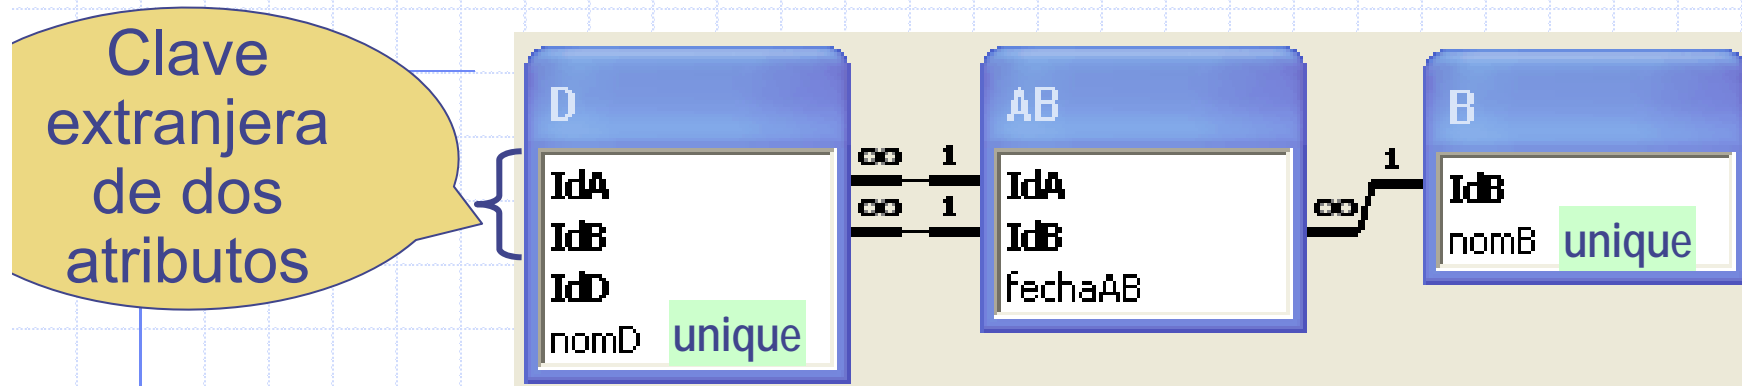 Clave
extranjera
de dos
atributos
D
IdA
IdB
IdD
nomD unique
∞ 1
∞ 1
AB
IdA
IdB
fechaAB
∞ 1
B
IdB
nomB unique